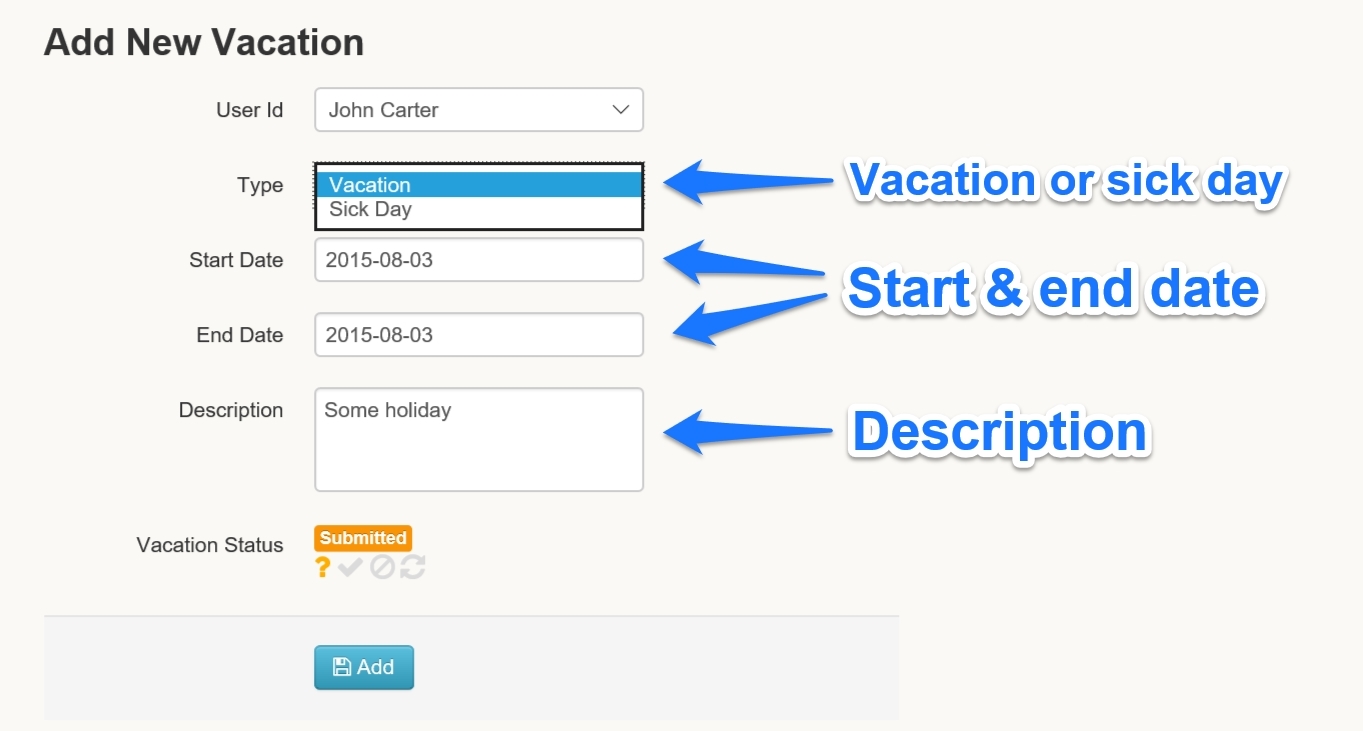 Add New Vacation
User Id John Carter
Type Vacation
Sick Day
Vacation or sick day
Start Date 2015-08-03
Start & end date
End Date 2015-08-03
Description Some holiday
Description
Vacation Status Submitted
?
Add